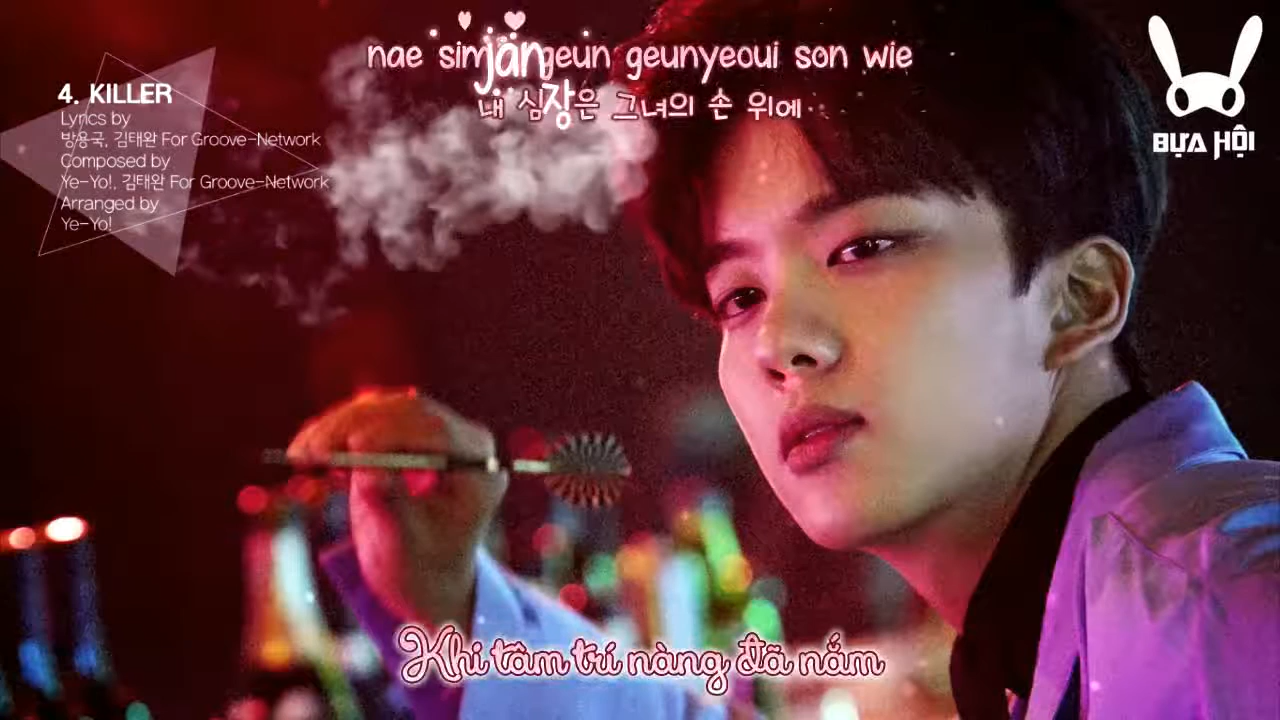 nae simjangeun geunyeoui son wie
내 심장은 그녀의 손 위에
4. KILLER
Lyrics by
방용국, 김태완 For Groove-Network
Composed by
Ye-Yo!, 김태완 For Groove-Network
Arranged by
Ye-Yo!
BỰA HỘI
Khi tâm trí nàng đã nắm